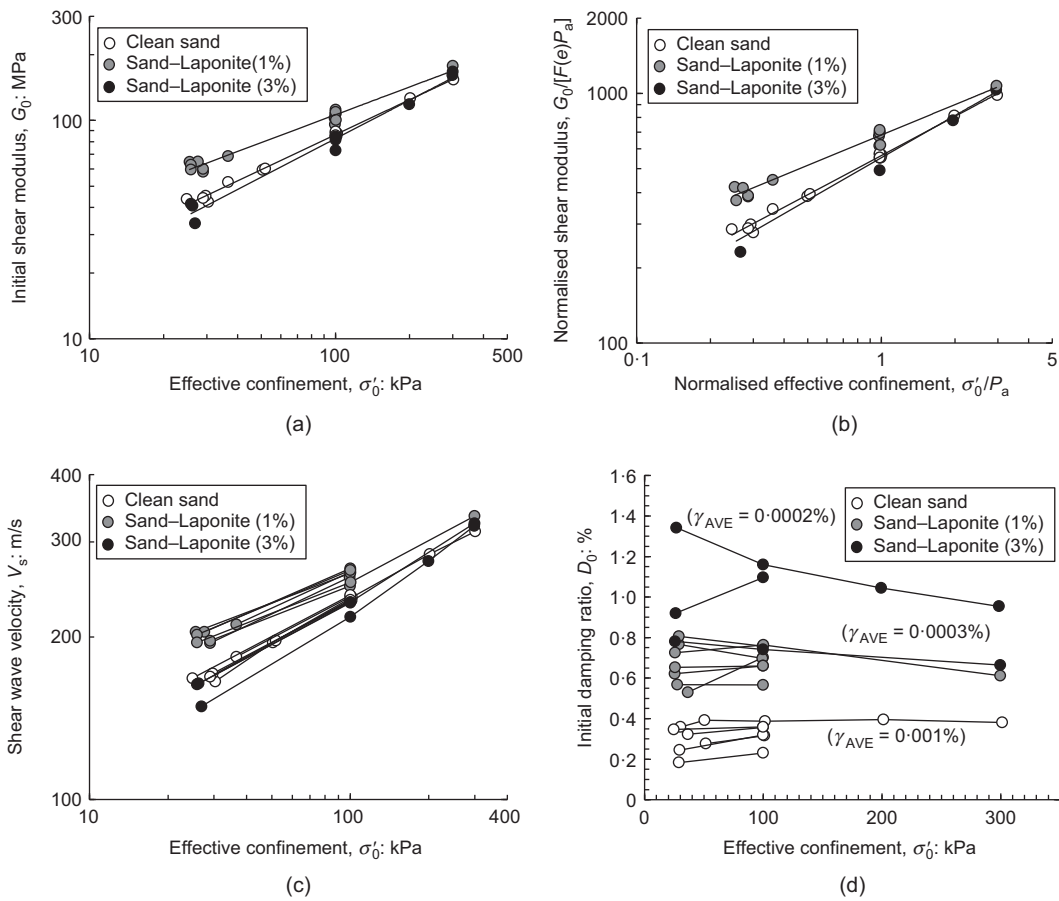 300
Clean sand
Sand–Laponite(1%)
Sand–Laponite (3%)
100
10
Initial shear modulus, G₀: MPa
10
100
500
Effective confinement, σ′₀: kPa
(a)
2000
Clean sand
Sand–Laponite (1%)
Sand–Laponite (3%)
1000
100
Normalised shear modulus, G₀/[F(e)Pₐ]
0·1
1
5
Normalised effective confinement, σ′₀/Pₐ
(b)
400
Clean sand
Sand–Laponite (1%)
Sand–Laponite (3%)
300
200
100
Shear wave velocity, Vₛ: m/s
10
100
400
Effective confinement, σ′₀: kPa
(c)
1·6
Clean sand
Sand–Laponite (1%)
Sand–Laponite (3%)
1·4
(γAVE = 0·0002%)
1·2
1·0
0·8
(γAVE = 0·0003%)
0·6
0·4
(γAVE = 0·001%)
0·2
0
Initial damping ratio, D₀: %
0
100
200
300
Effective confinement, σ′₀: kPa
(d)